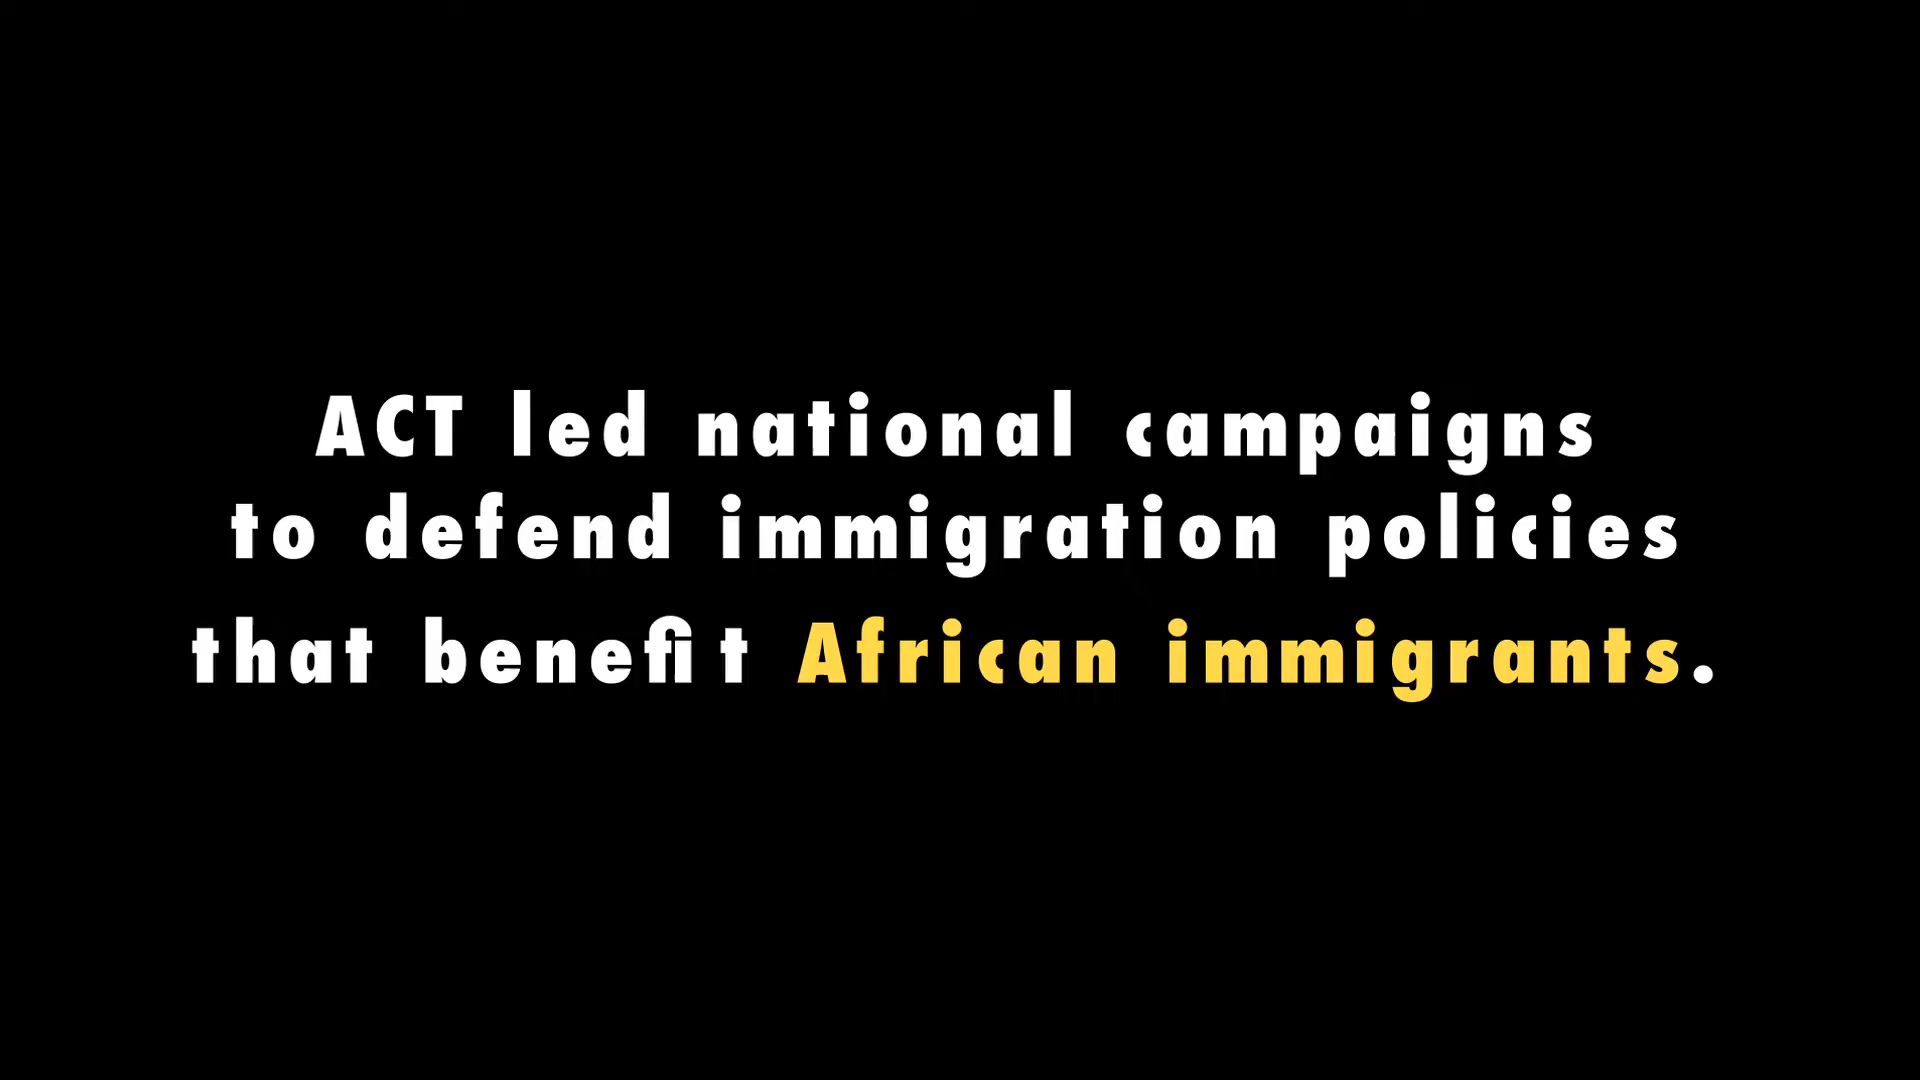 ACT led national campaigns
to defend immigration policies
that benefit African immigrants.